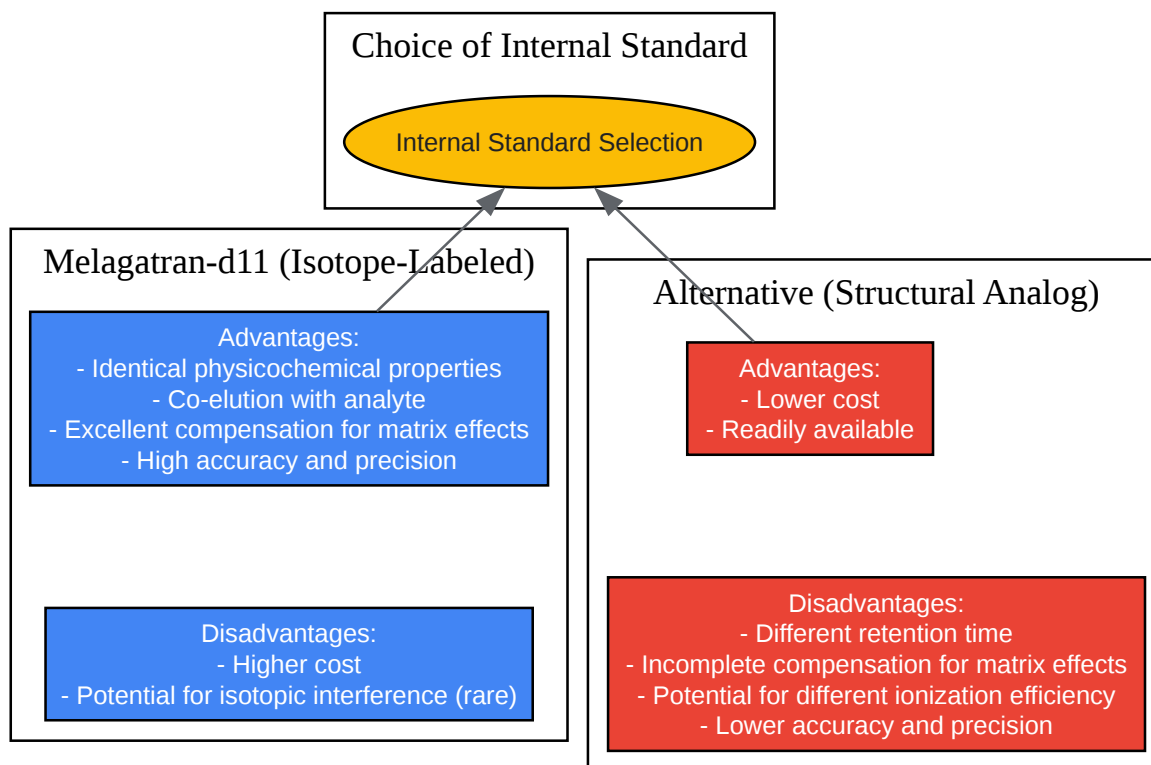 Choice of Internal Standard
Internal Standard Selection
Melagatran-d11 (Isotope-Labeled)
Advantages:
- Identical physicochemical properties
- Co-elution with analyte
- Excellent compensation for matrix effects
- High accuracy and precision
Disadvantages:
- Higher cost
- Potential for isotopic interference (rare)
Alternative (Structural Analog)
Advantages:
- Lower cost
- Readily available
Disadvantages:
- Different retention time
- Incomplete compensation for matrix effects
- Potential for different ionization efficiency
- Lower accuracy and precision